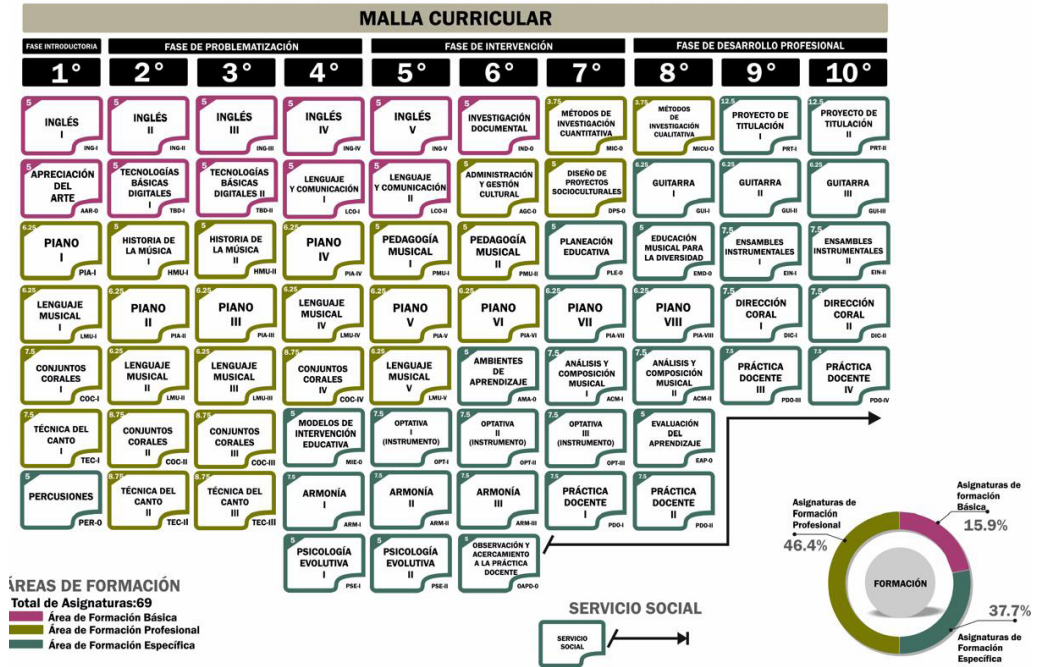 MALLA CURRICULAR
FASE INTRODUCTORIA
FASE DE PROBLEMATIZACIÓN
FASE DE INTERVENCIÓN
FASE DE DESARROLLO PROFESIONAL
1° 2° 3° 4° 5° 6° 7° 8° 9° 10°
5
INGLÉS
I
ING-I
5
INGLÉS
II
ING-II
5
INGLÉS
III
ING-III
5
INGLÉS
IV
ING-IV
5
INGLÉS
V
ING-V
5
INVESTIGACIÓN
DOCUMENTAL
IND-0
3.75
MÉTODOS DE
INVESTIGACIÓN
CUANTITATIVA
MIC-0
3.75
MÉTODOS
DE
INVESTIGACIÓN
CUALITATIVA
MICU-0
12.5
PROYECTO DE
TITULACIÓN
I
PRT-I
12.5
PROYECTO DE
TITULACIÓN
II
PRT-II
5
APRECIACIÓN
DEL
ARTE
AAR-0
5
TECNOLOGÍAS
BÁSICAS
DIGITALES
I
TBD-I
5
TECNOLOGÍAS
BÁSICAS
DIGITALES II
TBD-II
5
LENGUAJE
Y COMUNICACIÓN
I
LCO-I
5
LENGUAJE
Y COMUNICACIÓN
II
LCO-II
5
ADMINISTRACIÓN
Y GESTIÓN
CULTURAL
AGC-0
5
DISEÑO DE
PROYECTOS
SOCIOCULTURALES
DPS-0
6.25
GUITARRA
I
GUI-I
6.25
GUITARRA
II
GUI-II
6.25
GUITARRA
III
GUI-III
6.25
PIANO
I
PIA-I
5
HISTORIA DE
LA MÚSICA
I
HMU-I
5
HISTORIA DE
LA MÚSICA
II
HMU-II
6.25
PIANO
IV
PIA-IV
5
PEDAGOGÍA
MUSICAL
I
PMU-I
5
PEDAGOGÍA
MUSICAL
II
PMU-II
5
PLANEACIÓN
EDUCATIVA
PLE-0
5
EDUCACIÓN
MUSICAL PARA
LA DIVERSIDAD
EMD-0
7.5
ENSAMBLES
INSTRUMENTALES
I
EIN-I
7.5
ENSAMBLES
INSTRUMENTALES
II
EIN-II
6.25
LENGUAJE
MUSICAL
I
LMU-I
6.25
PIANO
II
PIA-II
6.25
PIANO
III
PIA-III
6.25
LENGUAJE
MUSICAL
IV
LMU-IV
6.25
PIANO
V
PIA-V
6.25
PIANO
VI
PIA-VI
6.25
PIANO
VII
PIA-VII
6.25
PIANO
VIII
PIA-VIII
7.5
DIRECCIÓN
CORAL
I
DIC-I
7.5
DIRECCIÓN
CORAL
II
DIC-II
7.5
CONJUNTOS
CORALES
I
COC-I
6.25
LENGUAJE
MUSICAL
II
LMU-II
6.25
LENGUAJE
MUSICAL
III
LMU-III
8.75
CONJUNTOS
CORALES
IV
COC-IV
6.25
LENGUAJE
MUSICAL
V
LMU-V
5
AMBIENTES
DE
APRENDIZAJE
AMA-0
7.5
ANÁLISIS Y
COMPOSICIÓN
MUSICAL
I
ACM-I
7.5
ANÁLISIS Y
COMPOSICIÓN
MUSICAL
II
ACM-II
7.5
PRÁCTICA
DOCENTE
III
PDO-III
7.5
PRÁCTICA
DOCENTE
IV
PDO-IV
7.5
TÉCNICA DEL
CANTO
I
TEC-I
8.75
CONJUNTOS
CORALES
II
COC-II
8.75
CONJUNTOS
CORALES
III
COC-III
5
MODELOS DE
INTERVENCIÓN
EDUCATIVA
MIE-0
7.5
OPTATIVA
I
(INSTRUMENTO)
OPT-I
7.5
OPTATIVA
II
(INSTRUMENTO)
OPT-II
7.5
OPTATIVA
III
(INSTRUMENTO)
OPT-III
5
EVALUACIÓN
DEL
APRENDIZAJE
EAP-0
5
PERCUSIONES
PER-0
8.75
TÉCNICA DEL
CANTO
II
TEC-II
8.75
TÉCNICA DEL
CANTO
III
TEC-III
7.5
ARMONÍA
I
ARM-I
7.5
ARMONÍA
II
ARM-II
7.5
ARMONÍA
III
ARM-III
7.5
PRÁCTICA
DOCENTE
I
PDO-I
7.5
PRÁCTICA
DOCENTE
II
PDO-II
5
PSICOLOGÍA
EVOLUTIVA
I
PSE-I
5
PSICOLOGÍA
EVOLUTIVA
II
PSE-II
5
OBSERVACIÓN Y
ACERCAMIENTO
A LA PRÁCTICA
DOCENTE
OAPD-0
ÁREAS DE FORMACIÓN
Total de Asignaturas:69
Área de Formación Básica
Área de Formación Profesional
Área de Formación Específica
SERVICIO SOCIAL
SERVICIO
SOCIAL
Asignaturas de
Formación
Profesional
46.4%
Asignaturas de
formación
Básica
15.9%
FORMACIÓN
37.7%
Asignaturas de
Formación
Específica